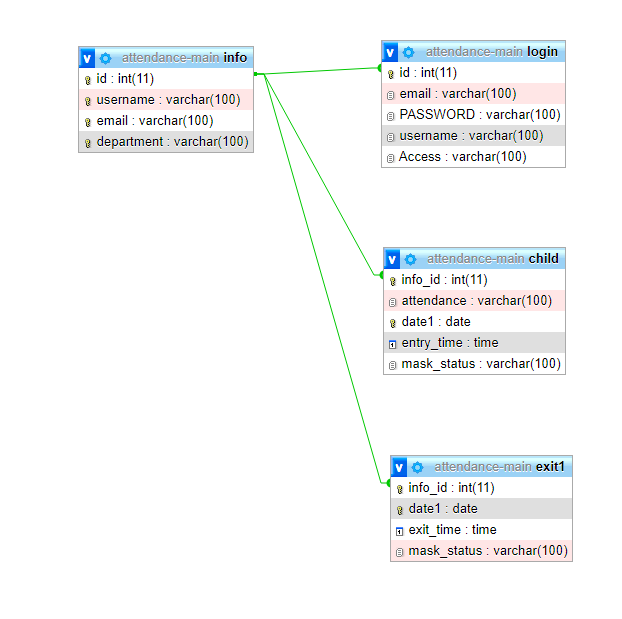 v attendance-main info
id : int(11)
username : varchar(100)
email : varchar(100)
department : varchar(100)
v attendance-main login
id : int(11)
email : varchar(100)
PASSWORD : varchar(100)
username : varchar(100)
Access : varchar(100)
v attendance-main child
info_id : int(11)
attendance : varchar(100)
date1 : date
entry_time : time
mask_status : varchar(100)
v attendance-main exit1
info_id : int(11)
date1 : date
exit_time : time
mask_status : varchar(100)